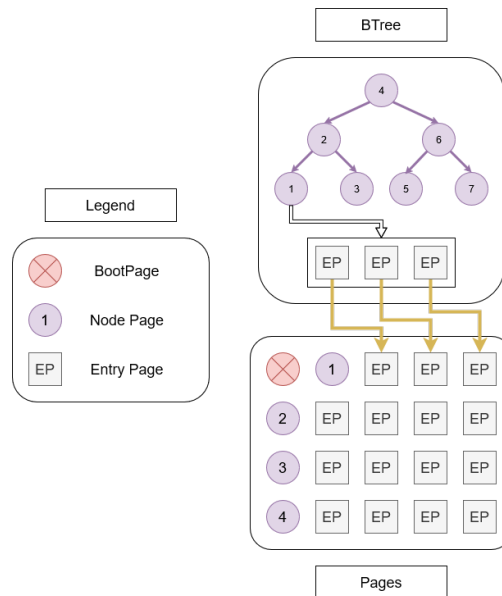 BTree
4
2 6
1 3 5 7
EP EP EP
Legend
BootPage
1 Node Page
EP Entry Page
1 EP EP EP
2 EP EP EP EP
3 EP EP EP EP
4 EP EP EP EP
Pages